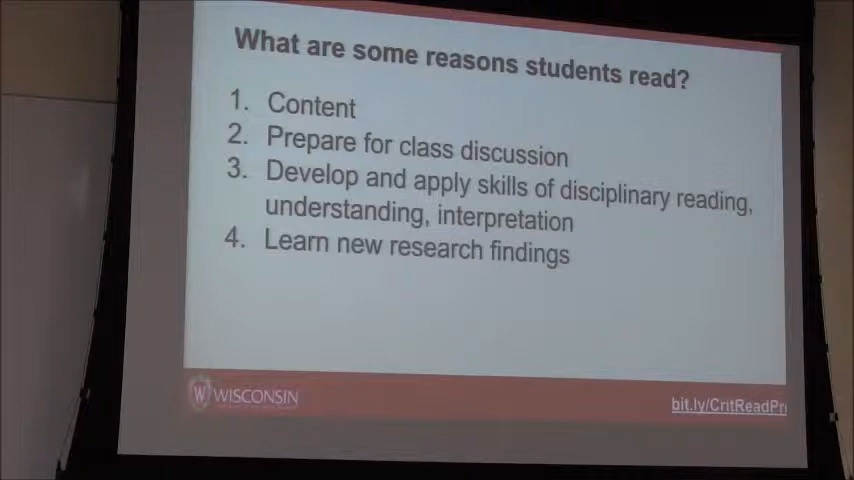 What are some reasons students read?
1. Content
2. Prepare for class discussion
3. Develop and apply skills of disciplinary reading,
understanding, interpretation
4. Learn new research findings
W WISCONSIN
bit.ly/CritReadPr